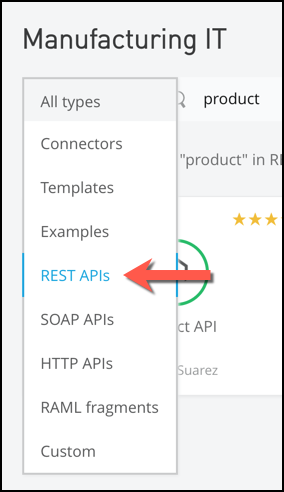 Manufacturing IT
All types
product
Connectors
"product" in RE
Templates
Examples
REST APIs
ct API
SOAP APIs
HTTP APIs
Suarez
RAML fragments
Custom